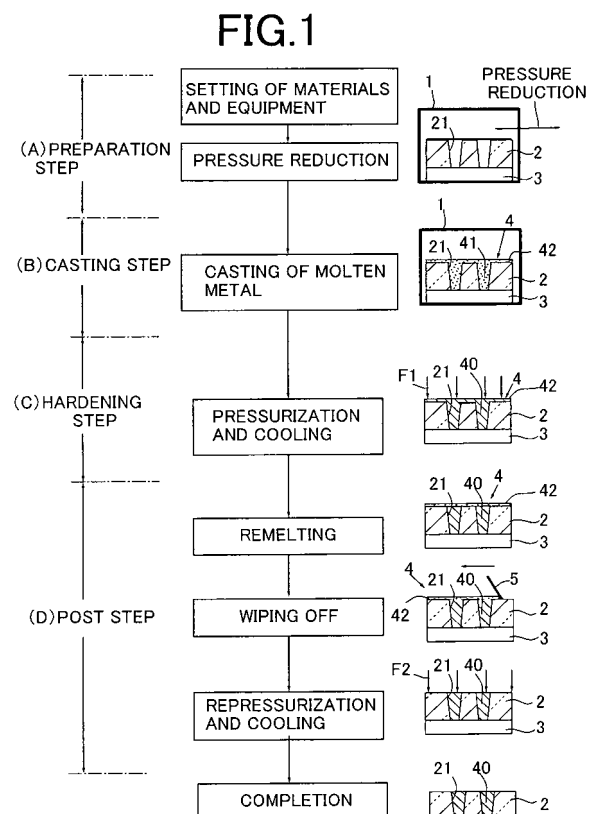 FIG.1
SETTING OF MATERIALS
AND EQUIPMENT
PRESSURE
REDUCTION
1
21
2
3
(A)PREPARATION
STEP
PRESSURE REDUCTION
1
4
21
41
42
2
3
(B)CASTING STEP
CASTING OF MOLTEN
METAL
F1
21
40
4
42
2
3
(C)HARDENING
STEP
PRESSURIZATION
AND COOLING
4
21
40
42
2
3
REMELTING
4
21
40
5
42
2
3
(D)POST STEP
WIPING OFF
F2
21
40
2
3
REPRESSURIZATION
AND COOLING
21
40
2
COMPLETION